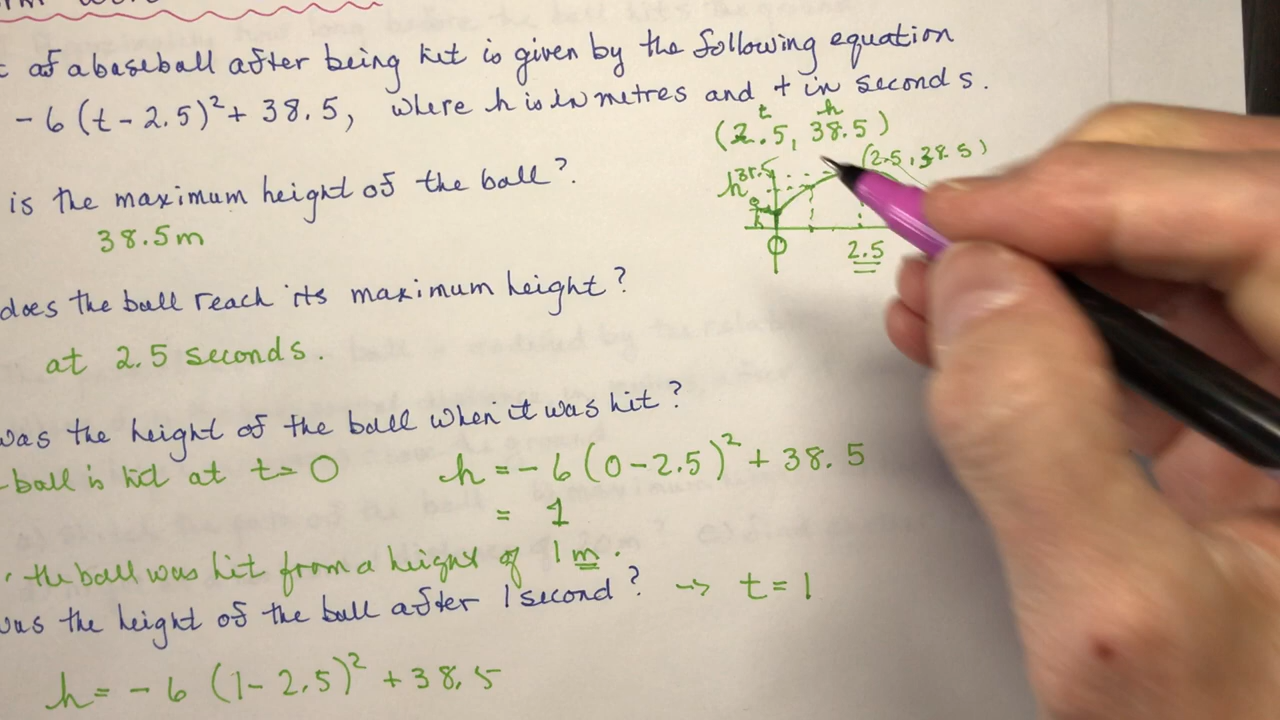 of a baseball after being hit is given by the following equation
- 6 (t - 2.5)² + 38.5, where h is in metres and t in seconds.
t h
(2.5, 38.5)
(2.5, 38.5)
h 38.5
is the maximum height of the ball?
38.5m
0 2.5
does the ball reach its maximum height?
at 2.5 seconds.
was the height of the ball when it was hit?
ball is hit at t = 0 h = - 6 (0 - 2.5)² + 38.5
= 1
the ball was hit from a height of 1 m.
was the height of the ball after 1 second? → t = 1
h = - 6 (1 - 2.5)² + 38.5